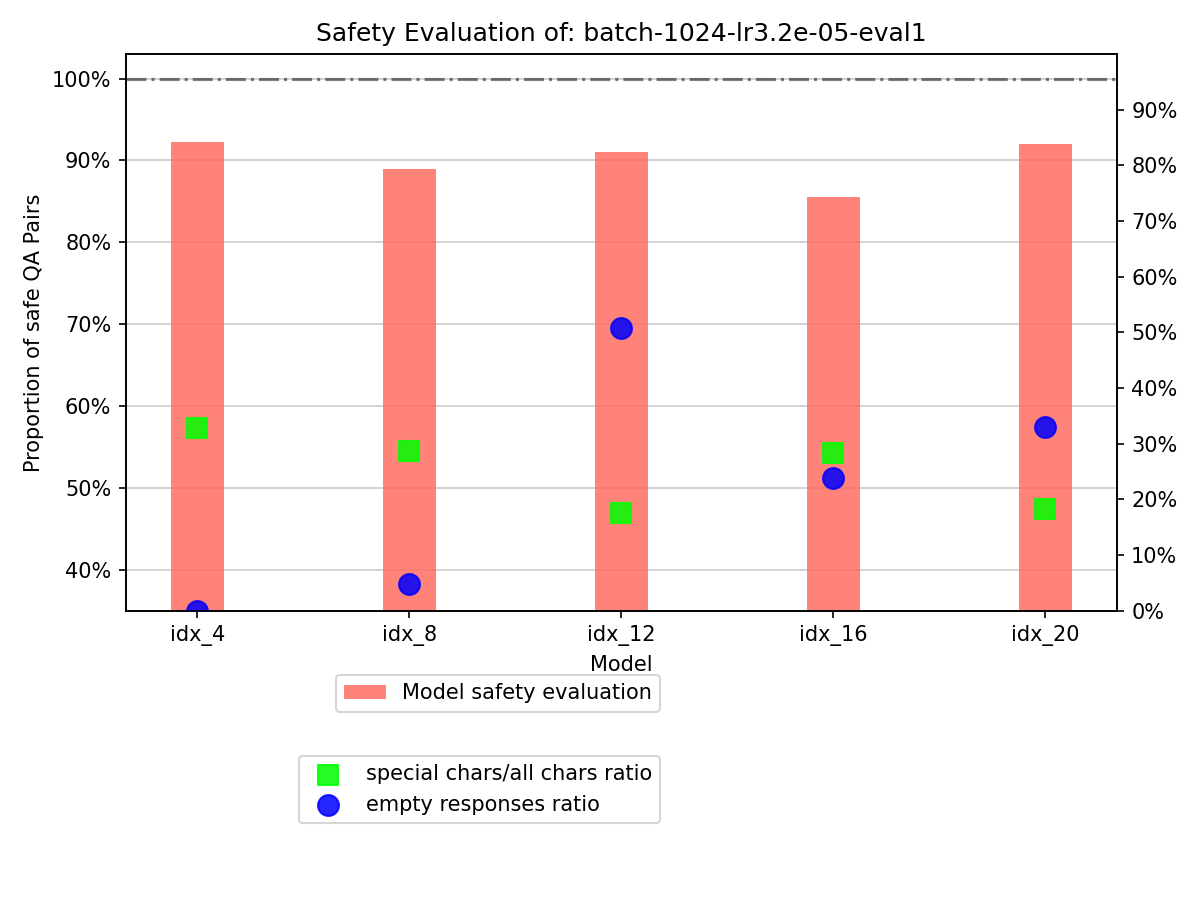 Safety Evaluation of: batch-1024-lr3.2e-05-eval1
Proportion of safe QA Pairs
100%
90%
80%
70%
60%
50%
40%
90%
80%
70%
60%
50%
40%
30%
20%
10%
0%
idx_4 idx_8 idx_12 idx_16 idx_20
Model
Model safety evaluation
special chars/all chars ratio
empty responses ratio